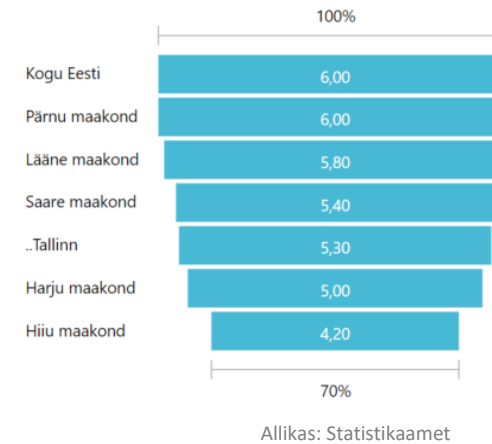 100%
Kogu Eesti 6,00
Pärnu maakond 6,00
Lääne maakond 5,80
Saare maakond 5,40
..Tallinn 5,30
Harju maakond 5,00
Hiiu maakond 4,20
70%
Allikas: Statistikaamet